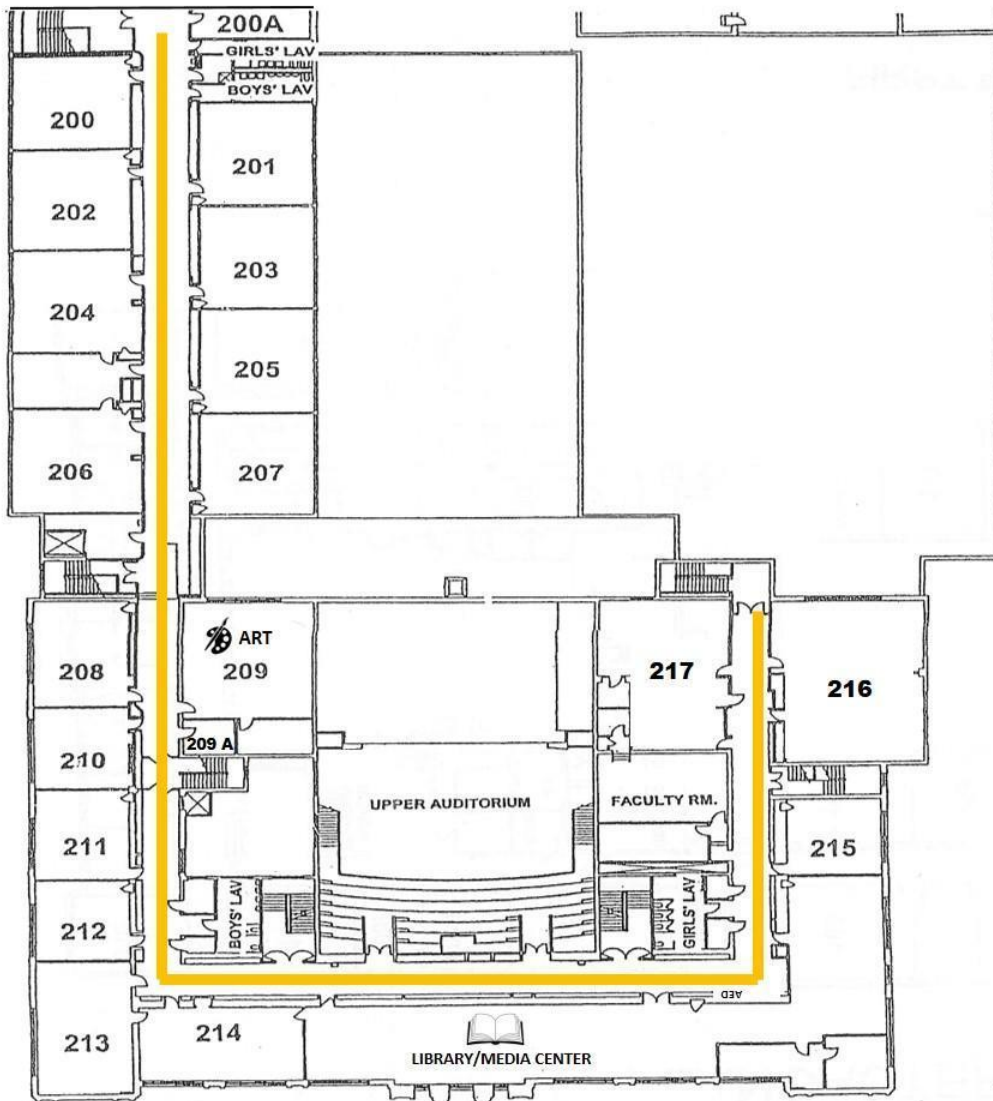 200A
GIRLS' LAV
BOYS' LAV
200
201
202
203
204
205
206
207
ART
208
209
217
216
209 A
210
UPPER AUDITORIUM
FACULTY RM.
211
215
212
BOYS' LAV
GIRLS' LAV
AED
213
214
LIBRARY/MEDIA CENTER